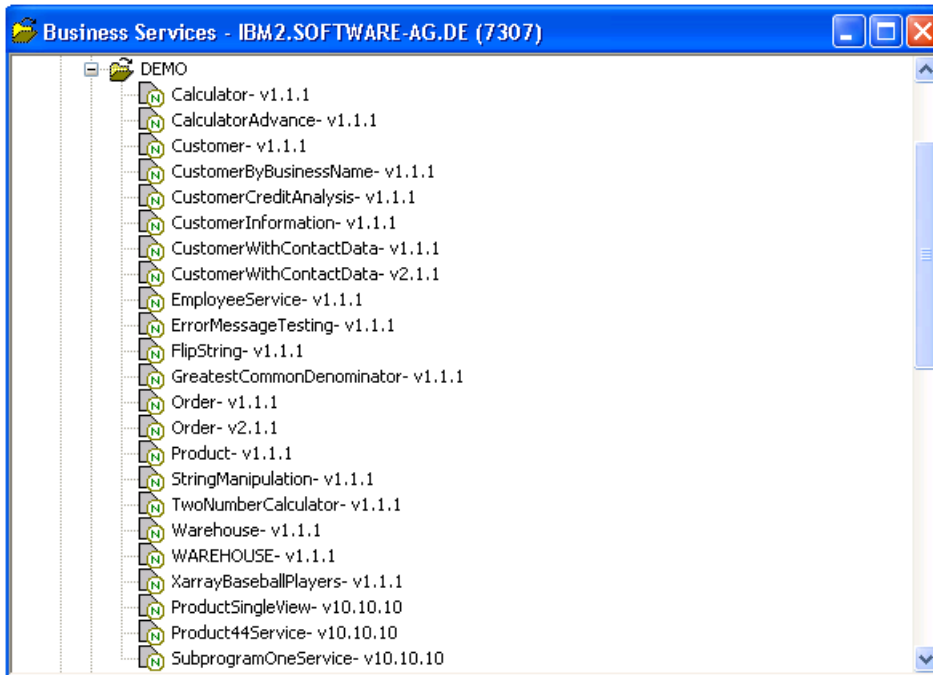 Business Services - IBM2.SOFTWARE-AG.DE (7307)
DEMO
Calculator- v1.1.1
CalculatorAdvance- v1.1.1
Customer- v1.1.1
CustomerByBusinessName- v1.1.1
CustomerCreditAnalysis- v1.1.1
CustomerInformation- v1.1.1
CustomerWithContactData- v1.1.1
CustomerWithContactData- v2.1.1
EmployeeService- v1.1.1
ErrorMessageTesting- v1.1.1
FlipString- v1.1.1
GreatestCommonDenominator- v1.1.1
Order- v1.1.1
Order- v2.1.1
Product- v1.1.1
StringManipulation- v1.1.1
TwoNumberCalculator- v1.1.1
Warehouse- v1.1.1
WAREHOUSE- v1.1.1
XarrayBaseballPlayers- v1.1.1
ProductSingleView- v10.10.10
Product44Service- v10.10.10
SubprogramOneService- v10.10.10